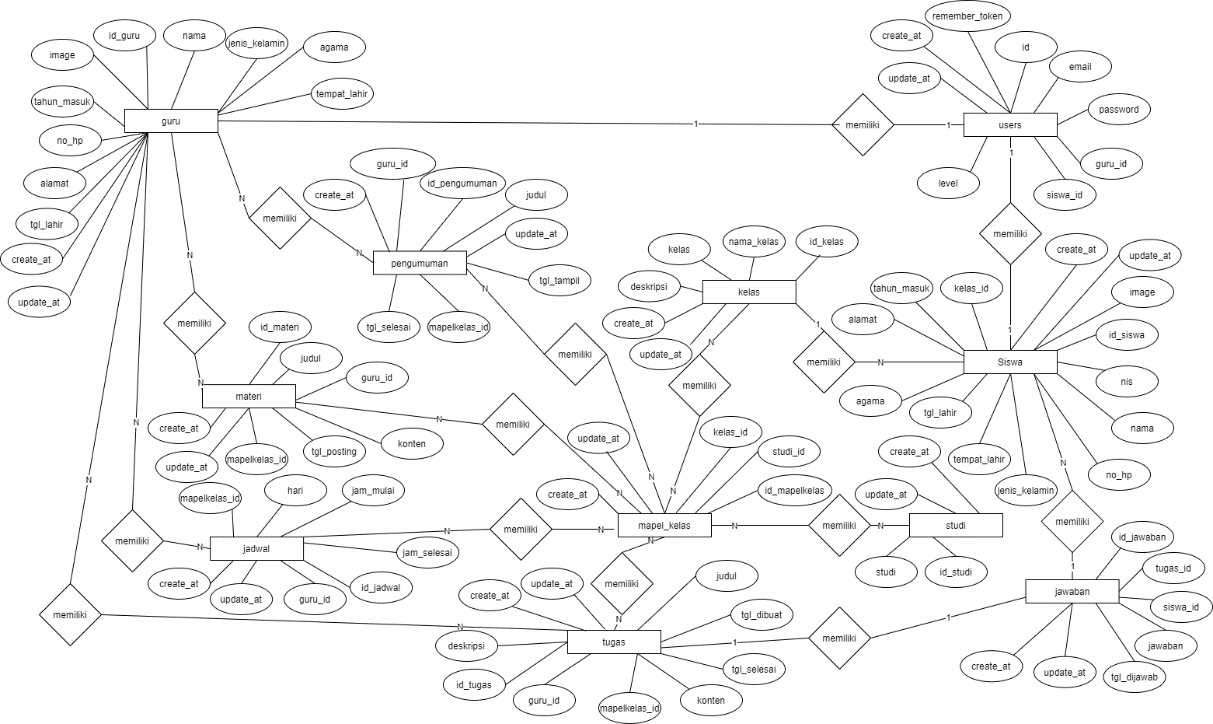 remember_token
id_guru
nama
create_at
jenis_kelamin
agama
id
image
email
update_at
tempat_lahir
tahun_masuk
password
guru
1
memiliki
1
users
no_hp
1
guru_id
guru_id
alamat
level
id_pengumuman
create_at
judul
siswa_id
N
memiliki
tgl_lahir
update_at
memiliki
kelas
nama_kelas
id_kelas
create_at
N
N
update_at
create_at
pengumuman
tgl_tampil
deskripsi
kelas
tahun_masuk
kelas_id
image
N
update_at
alamat
memiliki
id_materi
tgl_selesai
mapelkelas_id
create_at
1
1
id_siswa
N
judul
memiliki
update_at
memiliki
N
Siswa
guru_id
nis
N
materi
memiliki
agama
tgl_lahir
create_at
N
memiliki
konten
update_at
kelas_id
nama
N
tgl_posting
studi_id
create_at
update_at
mapelkelas_id
tempat_lahir
N
no_hp
N
N
mapelkelas_id
hari
jam_mulai
create_at
N
N
id_mapelkelas
update_at
jenis_kelamin
memiliki
N
jadwal
N
memiliki
N
mapel_kelas
N
memiliki
N
studi
memiliki
id_jawaban
N
jam_selesai
create_at
update_at
guru_id
id_jadwal
update_at
memiliki
judul
studi
id_studi
1
tugas_id
create_at
jawaban
siswa_id
memiliki
N
N
tugas
tgl_dibuat
1
memiliki
1
deskripsi
jawaban
create_at
update_at
tgl_dijawab
tgl_selesai
id_tugas
guru_id
mapelkelas_id
konten